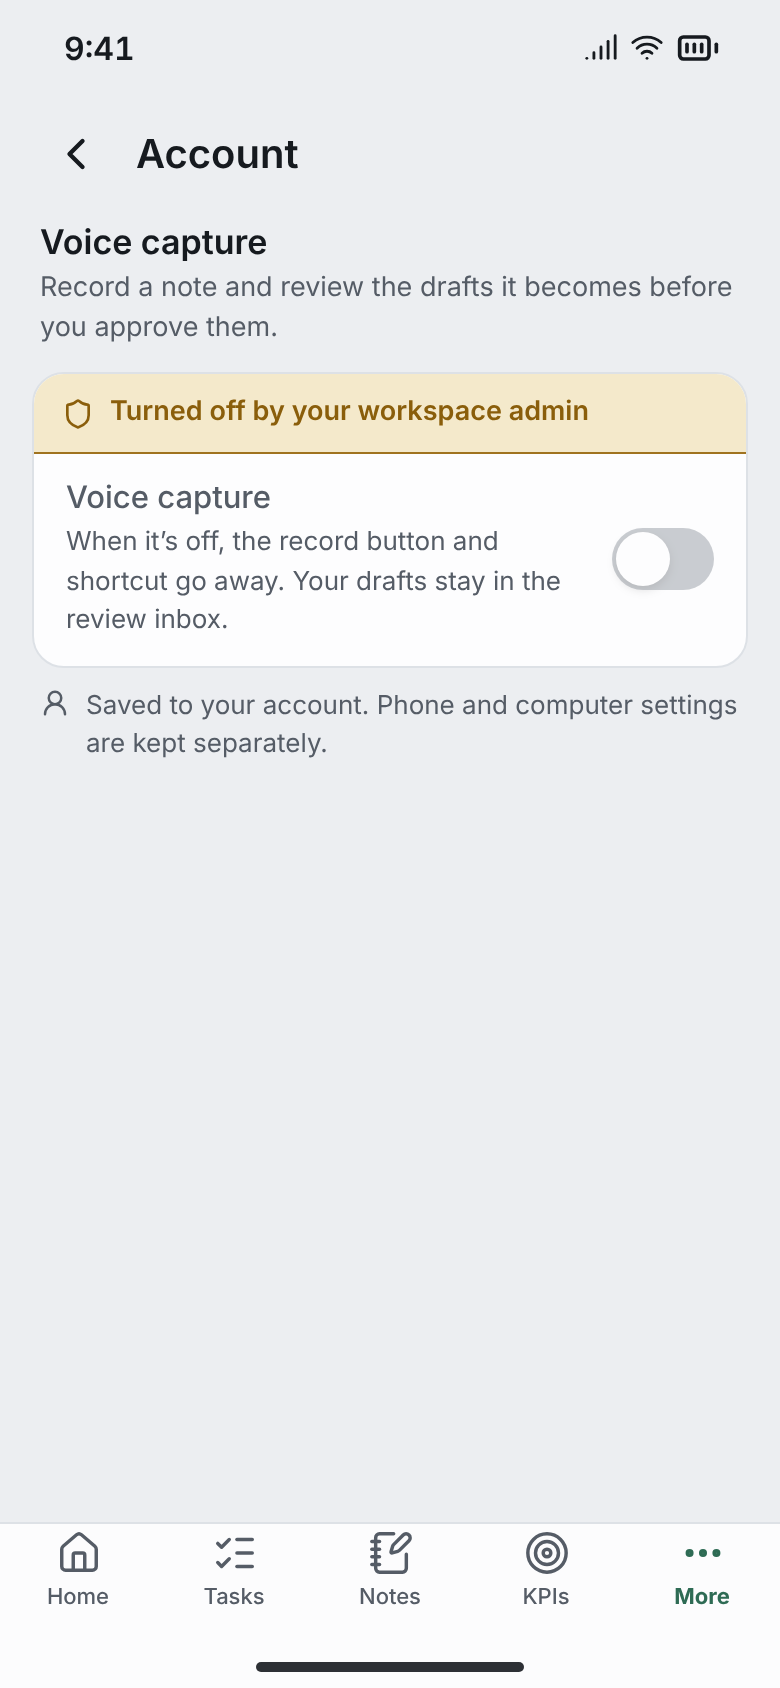 9:41
Account
Voice capture
Record a note and review the drafts it becomes before
you approve them.
Turned off by your workspace admin
Voice capture
When it’s off, the record button and
shortcut go away. Your drafts stay in the
review inbox.
Saved to your account. Phone and computer settings
are kept separately.
Home
Tasks
Notes
KPIs
More